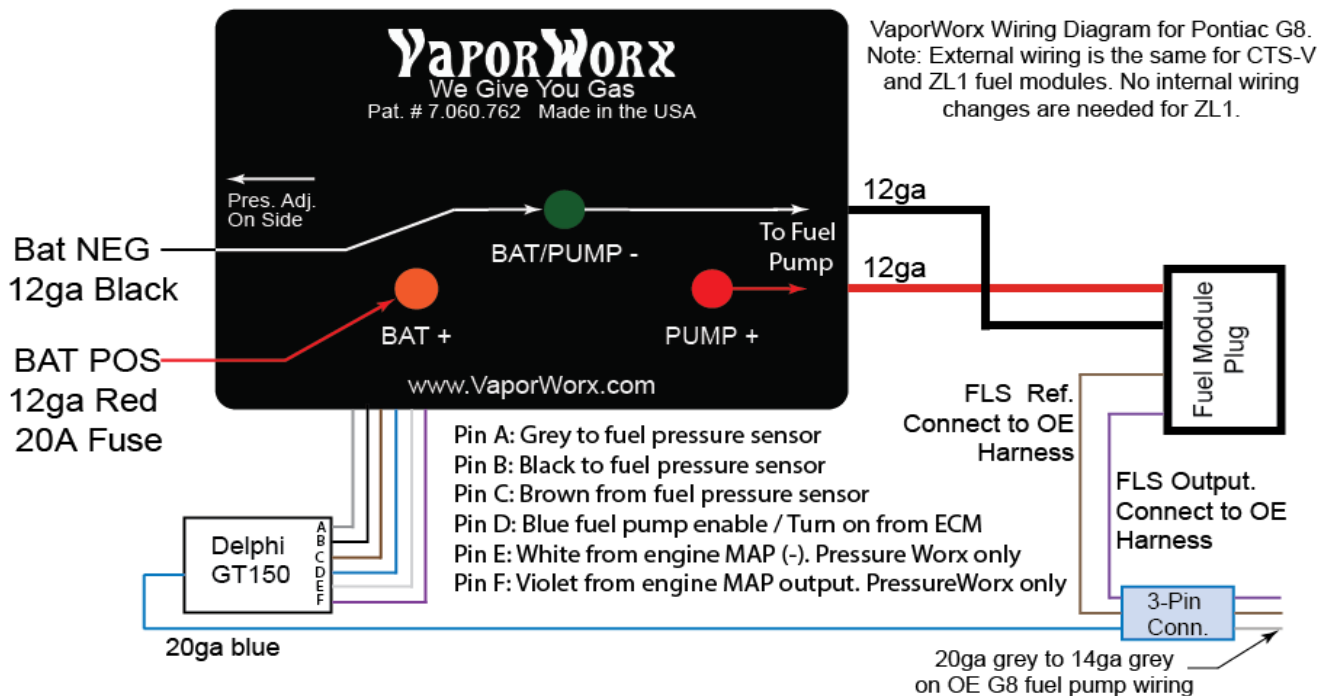 VAPORWORX
We Give You Gas
Pat. # 7.060.762 Made in the USA
VaporWorx Wiring Diagram for Pontiac G8.
Note: External wiring is the same for CTS-V
and ZL1 fuel modules. No internal wiring
changes are needed for ZL1.
Pres. Adj.
On Side
Bat NEG
12ga Black
BAT/PUMP -
To Fuel
Pump
12ga
12ga
BAT POS
12ga Red
20A Fuse
BAT +
PUMP +
www.VaporWorx.com
Fuel Module
Plug
FLS Ref.
Connect to OE
Harness
FLS Output.
Connect to OE
Harness
Pin A: Grey to fuel pressure sensor
Pin B: Black to fuel pressure sensor
Pin C: Brown from fuel pressure sensor
Pin D: Blue fuel pump enable / Turn on from ECM
Pin E: White from engine MAP (-). Pressure Worx only
Pin F: Violet from engine MAP output. PressureWorx only
Delphi
GT150
A
B
C
D
E
F
20ga blue
3-Pin
Conn.
20ga grey to 14ga grey
on OE G8 fuel pump wiring